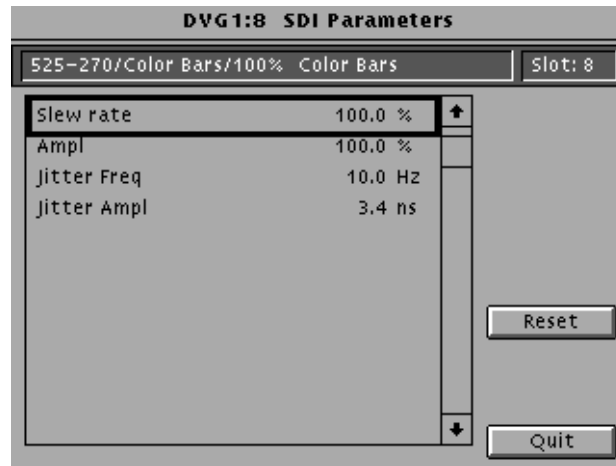 DVG1:8 SDI Parameters
525-270/Color Bars/100% Color Bars Slot: 8
Slew rate 100.0 %
Ampl 100.0 %
Jitter Freq 10.0 Hz
Jitter Ampl 3.4 ns
Reset
Quit